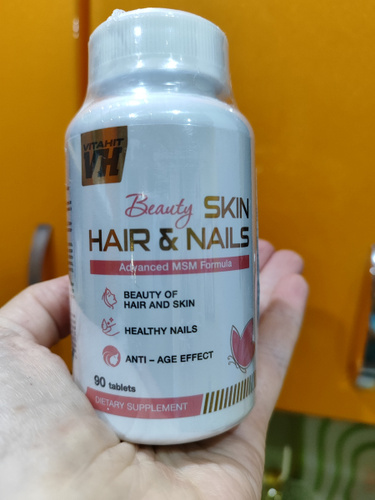 VITAHIT
VH
Beauty SKIN
HAIR & NAILS
Advanced MSM Formula
BEAUTY OF
HAIR AND SKIN
HEALTHY NAILS
ANTI – AGE EFFECT
90 tablets
DIETARY SUPPLEMENT